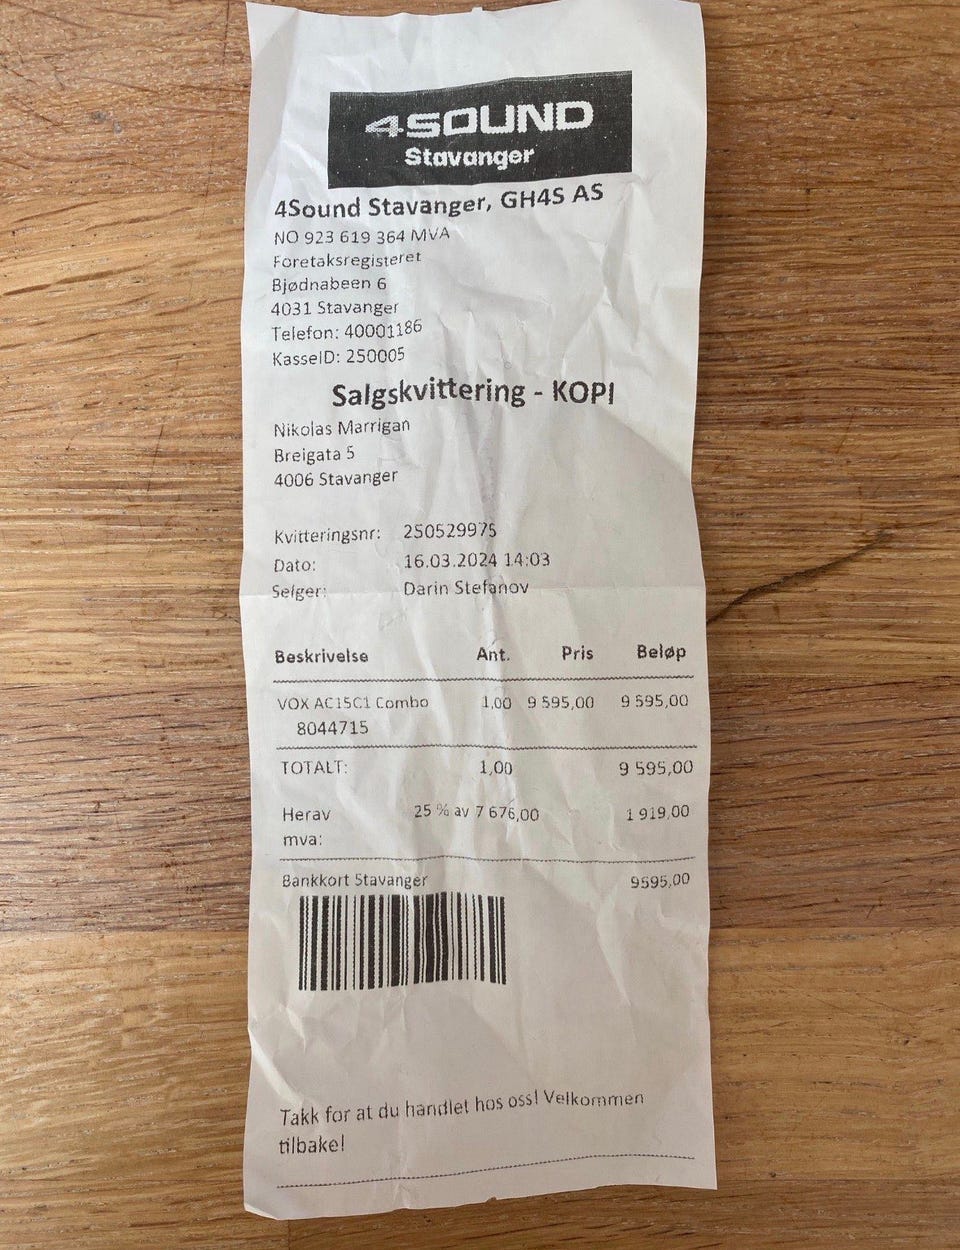 4SOUND
Stavanger
4Sound Stavanger, GH4S AS
NO 923 619 364 MVA
Foretaksregisteret
Bjødnabeen 6
4031 Stavanger
Telefon: 40001186
KasseID: 250005
Salgskvittering - KOPI
Nikolas Marrigan
Breigata 5
4006 Stavanger
Kvitteringsnr: 250529975
Dato: 16.03.2024 14:03
Selger: Darin Stefanov
Beskrivelse Ant. Pris Beløp
VOX AC15C1 Combo 1,00 9 595,00 9 595,00
8044715
TOTALT: 1,00 9 595,00
Herav 25 % av 7 676,00 1 919,00
mva:
Bankkort Stavanger 9595,00
Takk for at du handlet hos oss! Velkommen
tilbake!